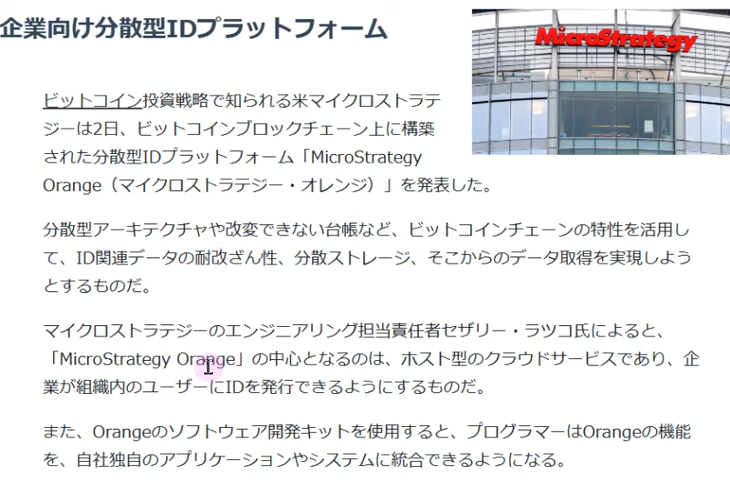 企業向け分散型IDプラットフォーム
MicroStrategy
ビットコイン投資戦略で知られる米マイクロストラテ
ジーは2日、ビットコインブロックチェーン上に構築
された分散型IDプラットフォーム「MicroStrategy
Orange（マイクロストラテジー・オレンジ）」を発表した。
分散型アーキテクチャや改変できない台帳など、ビットコインチェーンの特性を活用し
て、ID関連データの耐改ざん性、分散ストレージ、そこからのデータ取得を実現しよう
とするものだ。
マイクロストラテジーのエンジニアリング担当責任者セザリー・ラツコ氏によると、
「MicroStrategy Orange」の中心となるのは、ホスト型のクラウドサービスであり、企
業が組織内のユーザーにIDを発行できるようにするものだ。
また、Orangeのソフトウェア開発キットを使用すると、プログラマーはOrangeの機能
を、自社独自のアプリケーションやシステムに統合できるようになる。